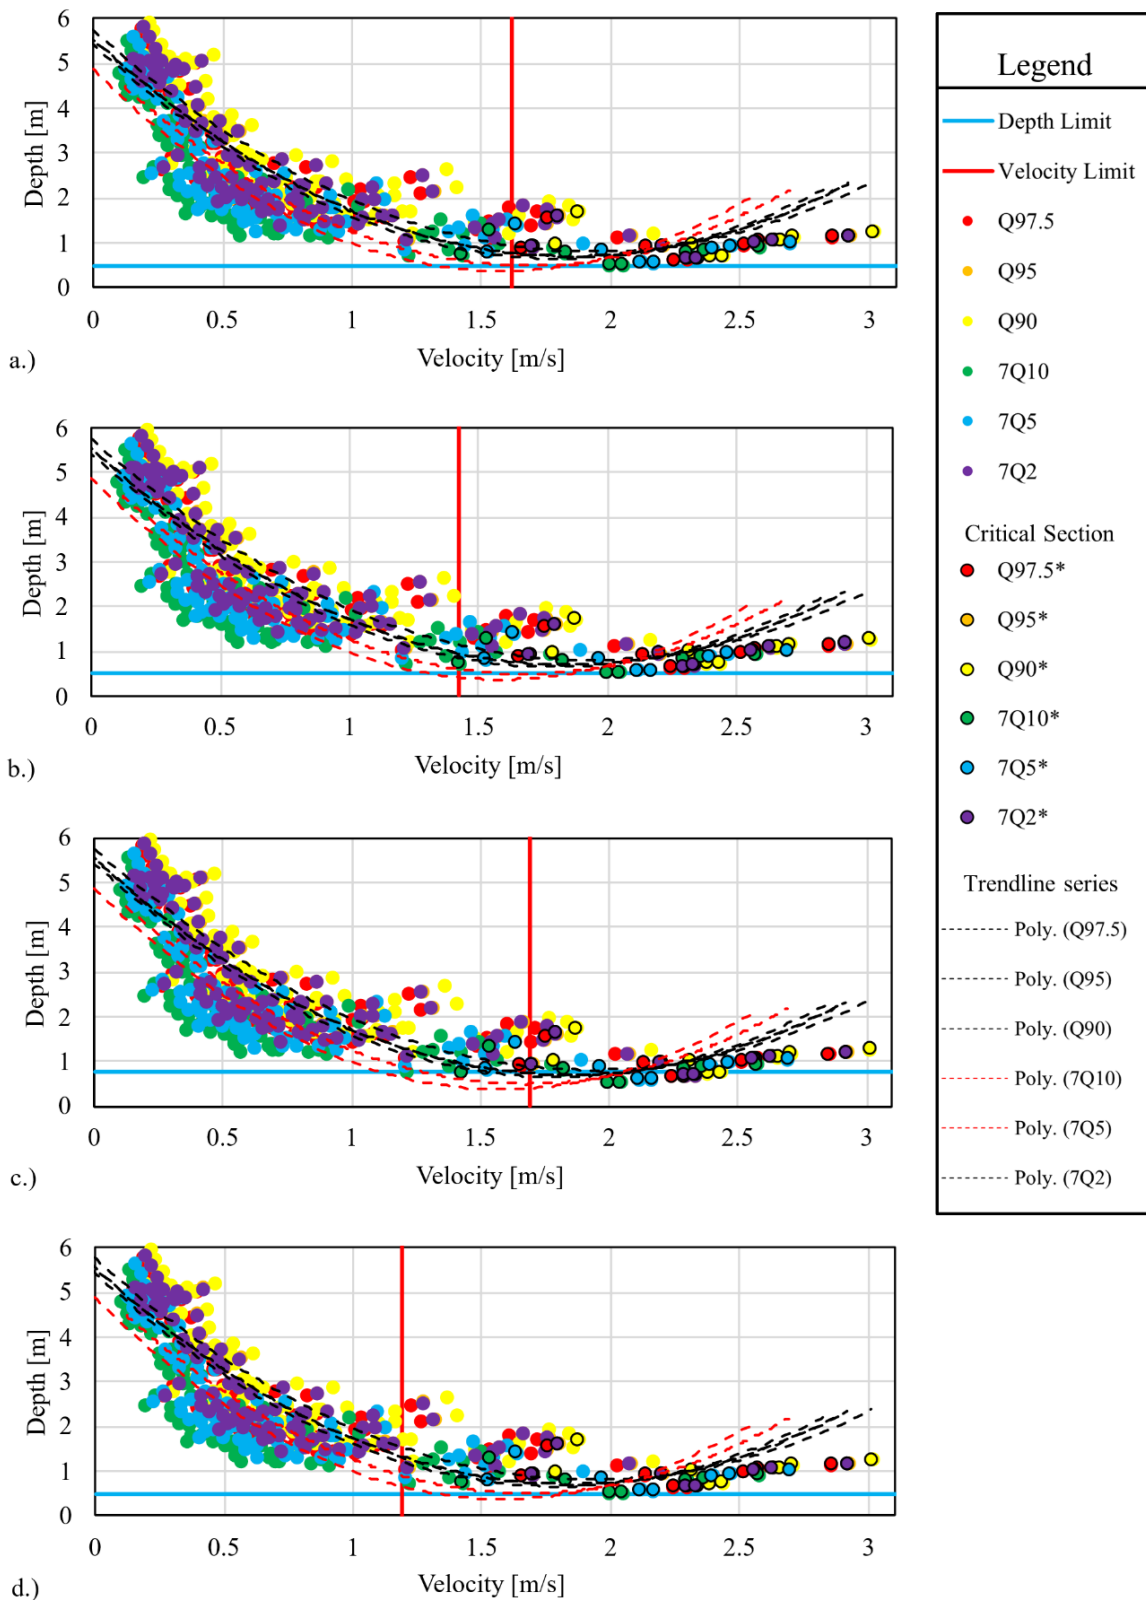 6
5
4
3
2
1
0
Depth [m]
0 0.5 1 1.5 2 2.5 3
Velocity [m/s]
a.)
6
5
4
3
2
1
0
Depth [m]
0 0.5 1 1.5 2 2.5 3
Velocity [m/s]
b.)
6
5
4
3
2
1
0
Depth [m]
0 0.5 1 1.5 2 2.5 3
Velocity [m/s]
c.)
6
5
4
3
2
1
0
Depth [m]
0 0.5 1 1.5 2 2.5 3
Velocity [m/s]
d.)
Legend
Depth Limit
Velocity Limit
Q97.5
Q95
Q90
7Q10
7Q5
7Q2
Critical Section
Q97.5*
Q95*
Q90*
7Q10*
7Q5*
7Q2*
Trendline series
Poly. (Q97.5)
Poly. (Q95)
Poly. (Q90)
Poly. (7Q10)
Poly. (7Q5)
Poly. (7Q2)